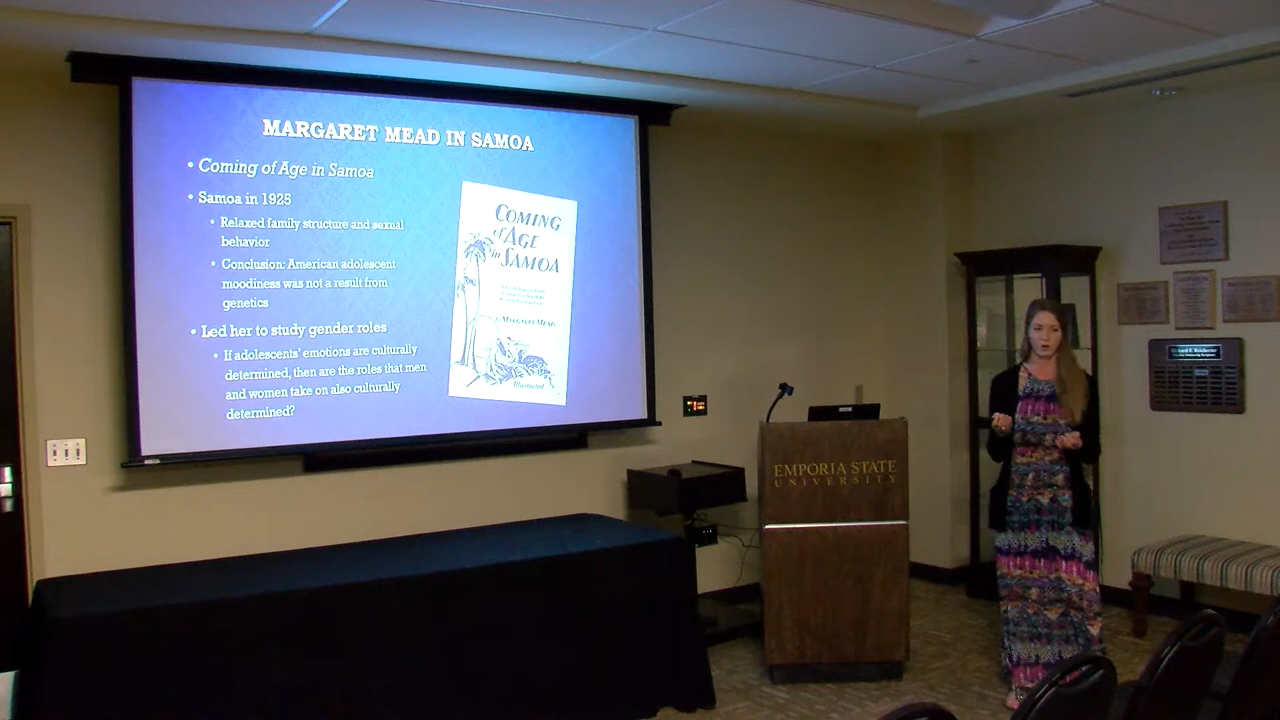 MARGARET MEAD IN SAMOA
• Coming of Age in Samoa
• Samoa in 1925
• Relaxed family structure and sexual
behavior
• Conclusion: American adolescent
moodiness was not a result from
genetics
• Led her to study gender roles
• If adolescents' emotions are culturally
determined, then are the roles that men
and women take on also culturally
determined?
COMING
of AGE
in SAMOA
MARGARET MEAD
Illustrated
EMPORIA STATE
UNIVERSITY